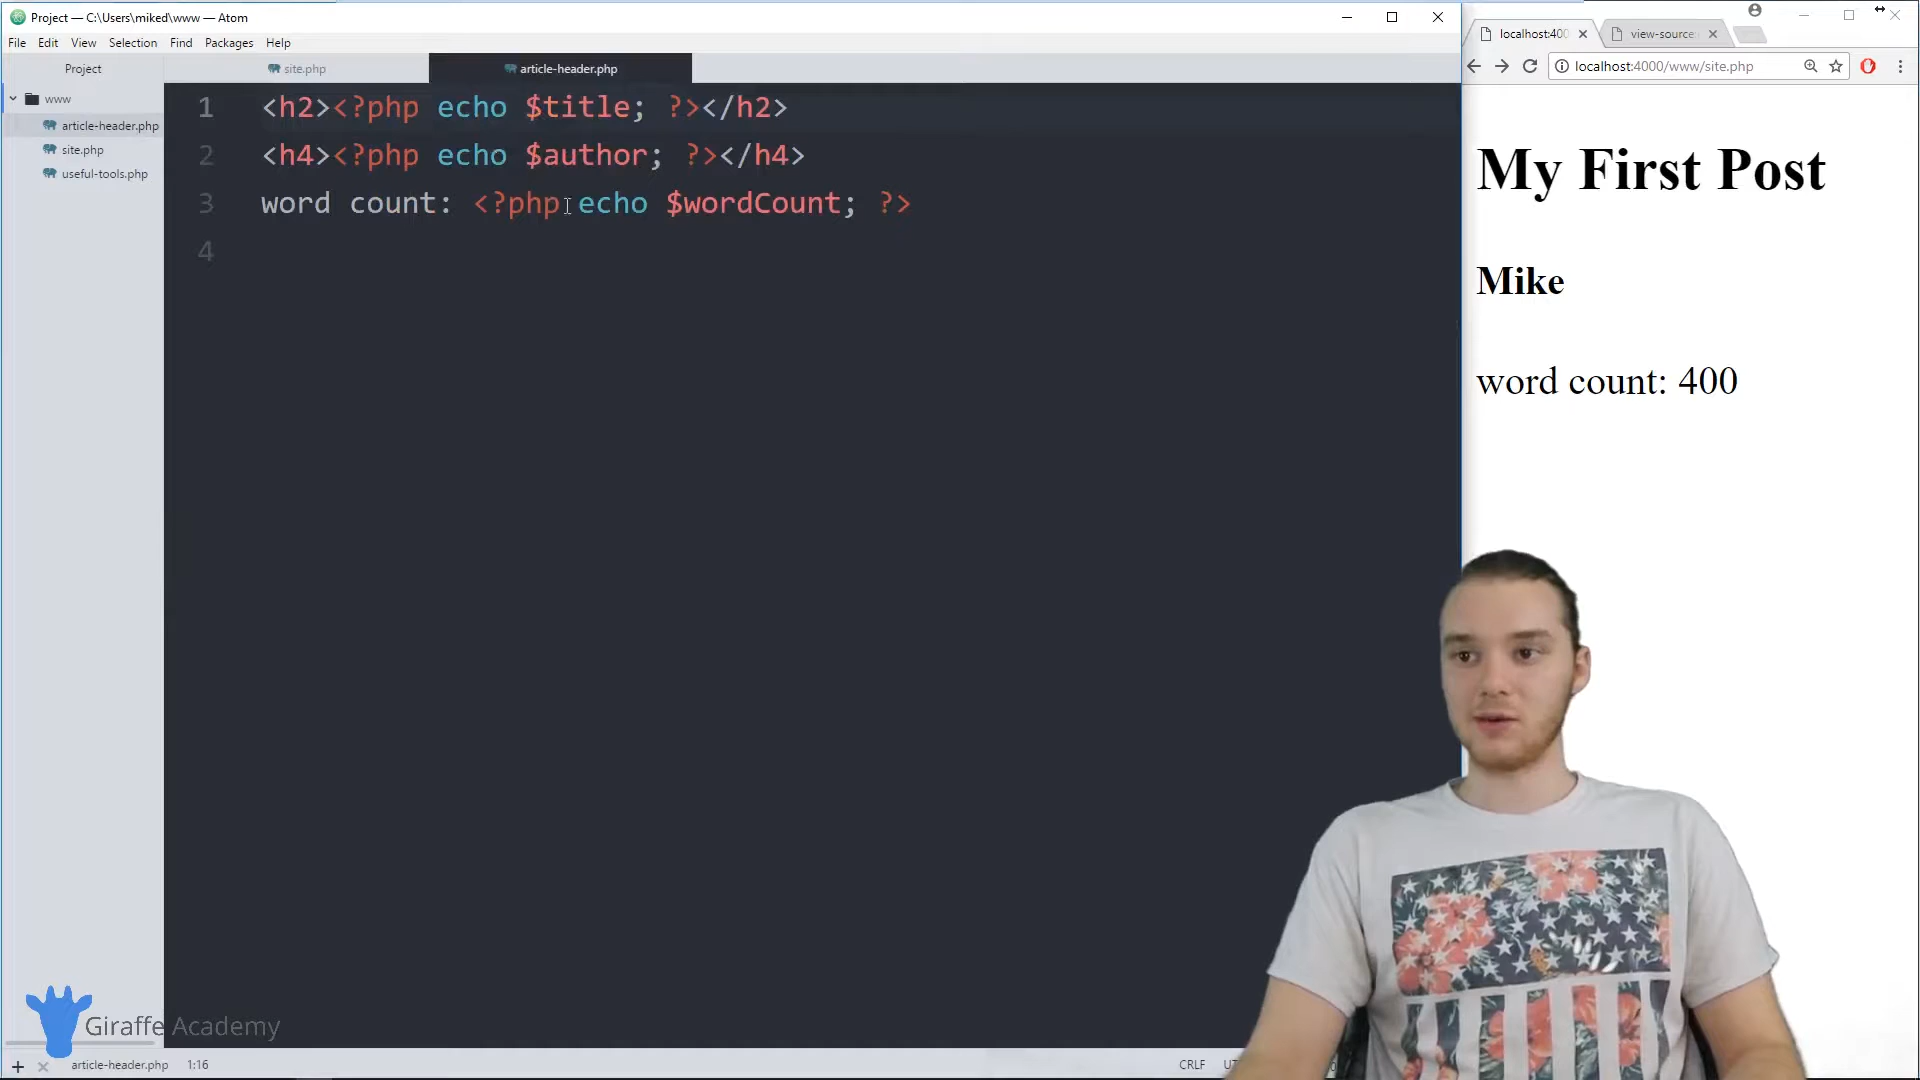 Project — C:\Users\miked\www — Atom
File Edit View Selection Find Packages Help
Project
www
article-header.php
site.php
useful-tools.php
site.php
article-header.php
1 <h2><?php echo $title; ?></h2>
2 <h4><?php echo $author; ?></h4>
3 word count: <?php echo $wordCount; ?>
4
localhost:400
view-source:
localhost:4000/www/site.php
My First Post
Mike
word count: 400
Giraffe Academy
article-header.php 1:16
CRLF